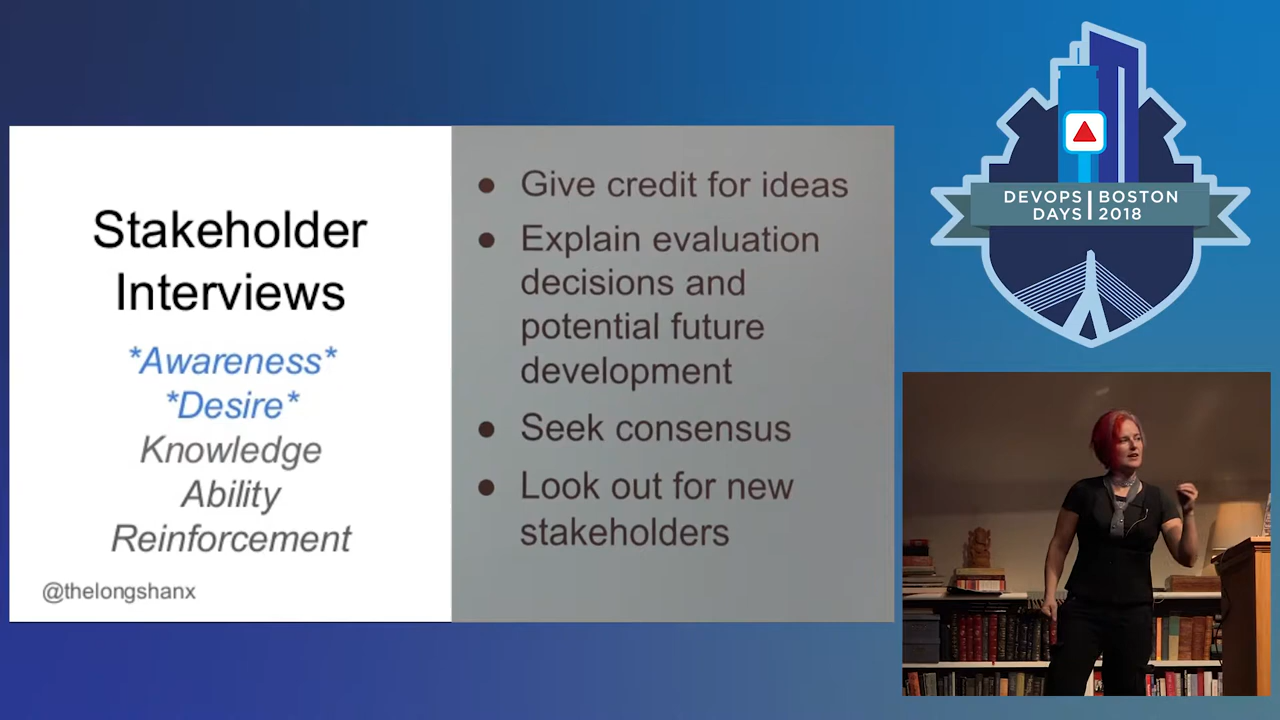 Stakeholder
Interviews
*Awareness*
*Desire*
Knowledge
Ability
Reinforcement
@thelongshanx
● Give credit for ideas
● Explain evaluation
decisions and
potential future
development
● Seek consensus
● Look out for new
stakeholders
DEVOPS | BOSTON
DAYS | 2018